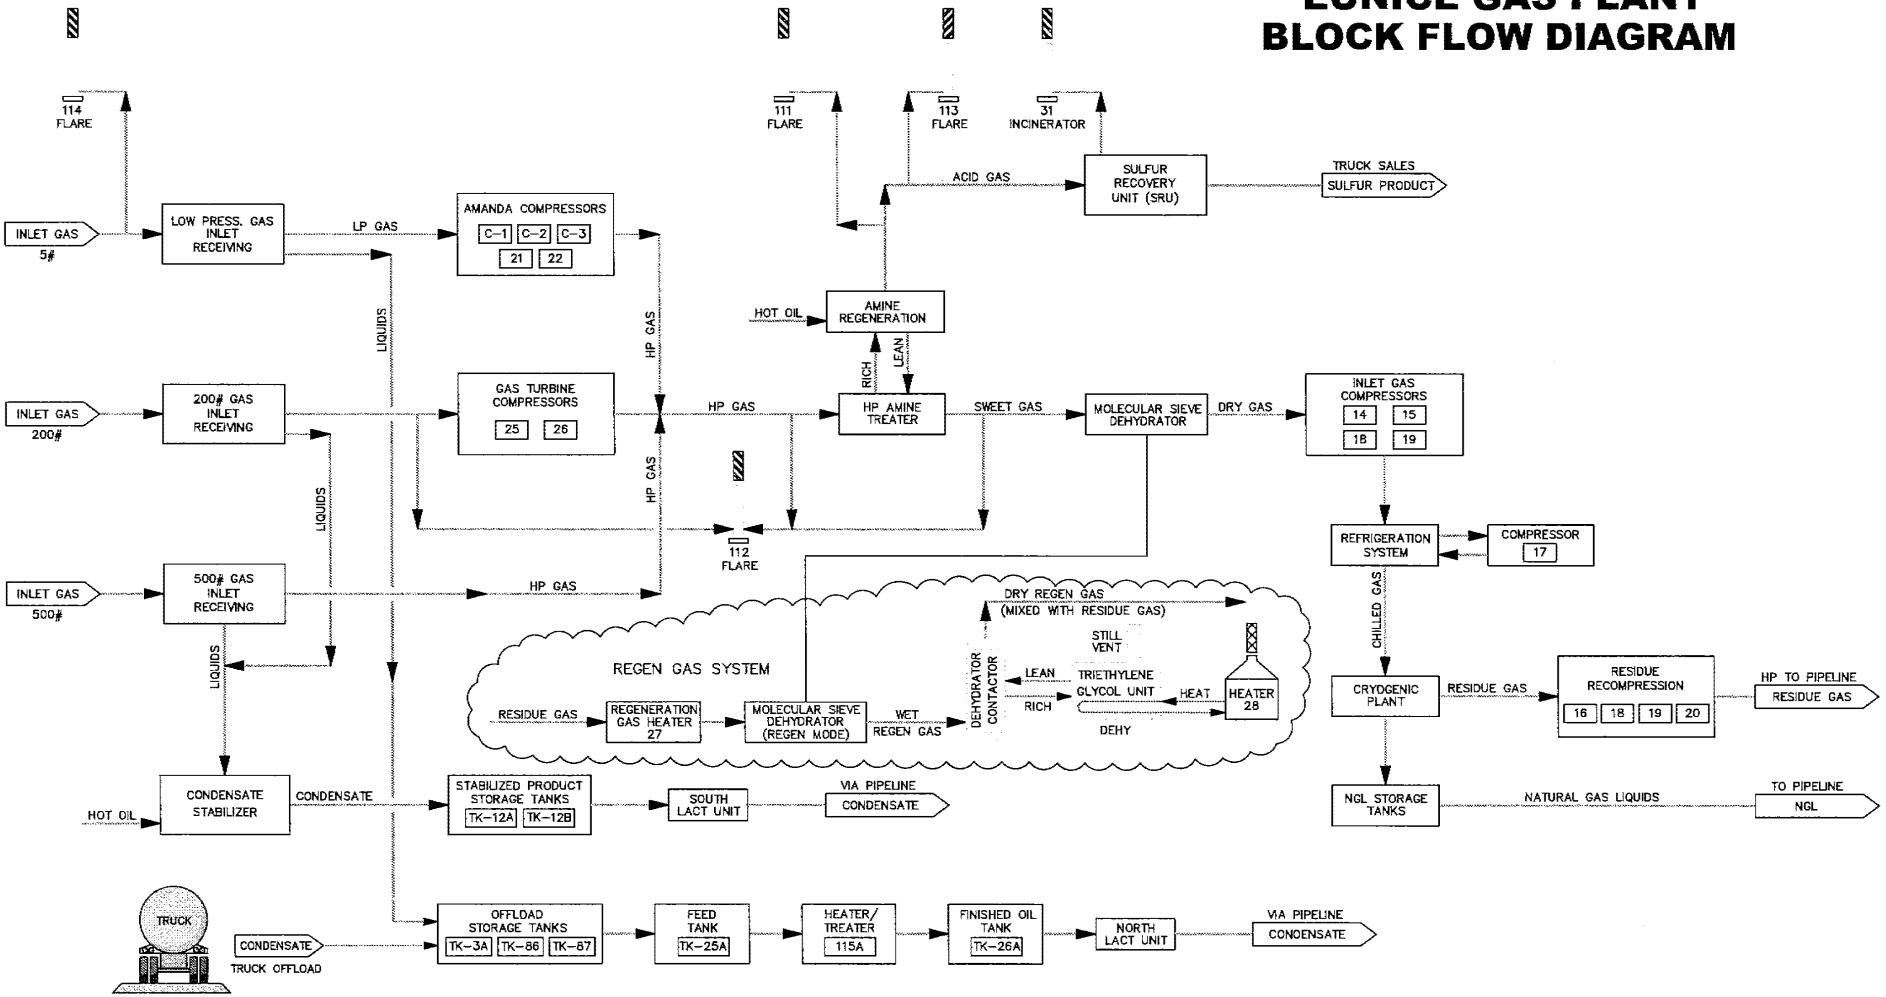 EUNICE GAS PLANT
BLOCK FLOW DIAGRAM
114
FLARE
111
FLARE
113
FLARE
31
INCINERATOR
INLET GAS
5#
LOW PRESS. GAS
INLET
RECEIVING
LP GAS
AMANDA COMPRESSORS
C-1
C-2
C-3
21
22
ACID GAS
SULFUR
RECOVERY
UNIT (SRU)
TRUCK SALES
SULFUR PRODUCT
LIQUIDS
HP GAS
HOT OIL
AMINE
REGENERATION
RICH
LEAN
INLET GAS
200#
200# GAS
INLET
RECEIVING
GAS TURBINE
COMPRESSORS
25
26
HP GAS
HP AMINE
TREATER
SWEET GAS
MOLECULAR SIEVE
DEHYDRATOR
DRY GAS
INLET GAS
COMPRESSORS
14
15
18
19
LIQUIDS
HP GAS
112
FLARE
REFRIGERATION
SYSTEM
COMPRESSOR
17
INLET GAS
500#
500# GAS
INLET
RECEIVING
HP GAS
LIQUIDS
CHILLED GAS
REGEN GAS SYSTEM
DRY REGEN GAS
(MIXED WITH RESIDUE GAS)
STILL
VENT
RESIDUE GAS
REGENERATION
GAS HEATER
27
MOLECULAR SIEVE
DEHYDRATOR
(REGEN MODE)
WET
REGEN GAS
DEHYDRATOR
CONTACTOR
LEAN
RICH
TRIETHYLENE
GLYCOL UNIT
HEAT
DEHY
HEATER
28
CRYOGENIC
PLANT
RESIDUE GAS
RESIDUE
RECOMPRESSION
16
18
19
20
HP TO PIPELINE
RESIDUE GAS
HOT OIL
CONDENSATE
STABILIZER
CONDENSATE
STABILIZED PRODUCT
STORAGE TANKS
TK-12A
TK-12B
SOUTH
LACT UNIT
VIA PIPELINE
CONDENSATE
NGL STORAGE
TANKS
NATURAL GAS LIQUIDS
TO PIPELINE
NGL
TRUCK
CONDENSATE
TRUCK OFFLOAD
OFFLOAD
STORAGE TANKS
TK-3A
TK-86
TK-87
FEED
TANK
TK-25A
HEATER/
TREATER
115A
FINISHED OIL
TANK
TK-26A
NORTH
LACT UNIT
VIA PIPELINE
CONDENSATE